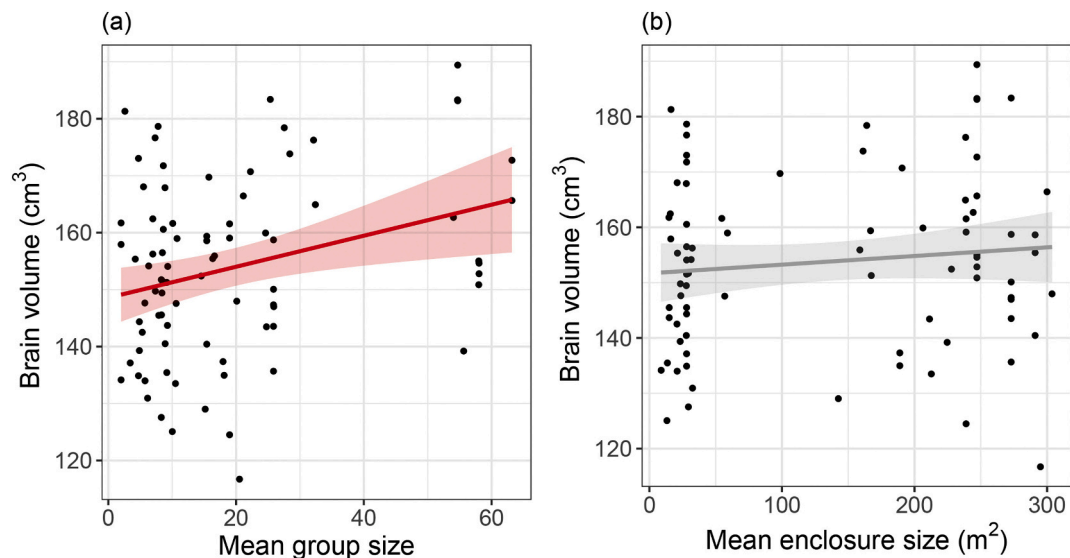 (a)
Brain volume (cm³)
180
160
140
120
0 20 40 60
Mean group size
(b)
Brain volume (cm³)
180
160
140
120
0 100 200 300
Mean enclosure size (m²)